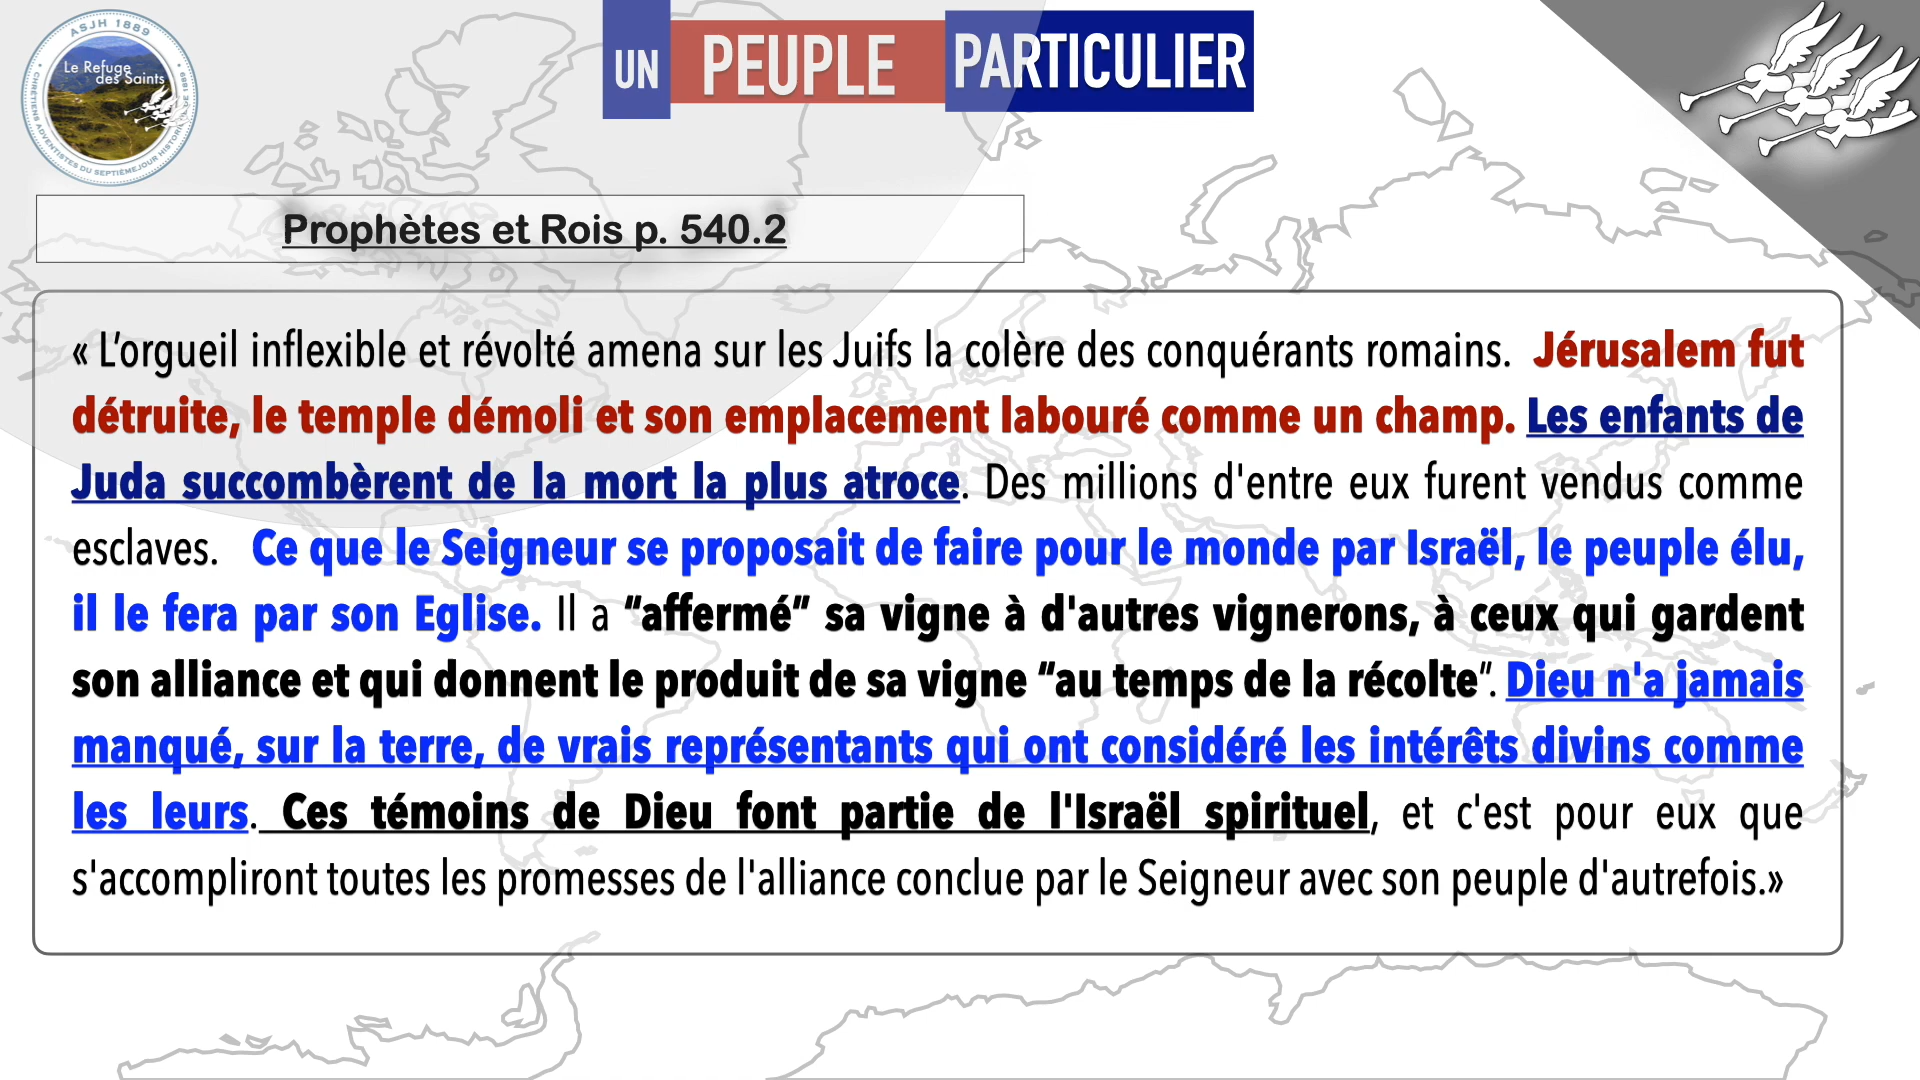 ASJH 1889
Le Refuge
des Saints
CHRÉTIENS ADVENTISTES DU SEPTIÈME JOUR
UN PEUPLE PARTICULIER
Prophètes et Rois p. 540.2
« L’orgueil inflexible et révolté amena sur les Juifs la colère des conquérants romains. Jérusalem fut
détruite, le temple démoli et son emplacement labouré comme un champ. Les enfants de
Juda succombèrent de la mort la plus atroce. Des millions d'entre eux furent vendus comme
esclaves. Ce que le Seigneur se proposait de faire pour le monde par Israël, le peuple élu,
il le fera par son Eglise. Il a “affermé” sa vigne à d'autres vignerons, à ceux qui gardent
son alliance et qui donnent le produit de sa vigne “au temps de la récolte”. Dieu n'a jamais
manqué, sur la terre, de vrais représentants qui ont considéré les intérêts divins comme
les leurs. Ces témoins de Dieu font partie de l'Israël spirituel, et c'est pour eux que
s'accompliront toutes les promesses de l'alliance conclue par le Seigneur avec son peuple d'autrefois.»